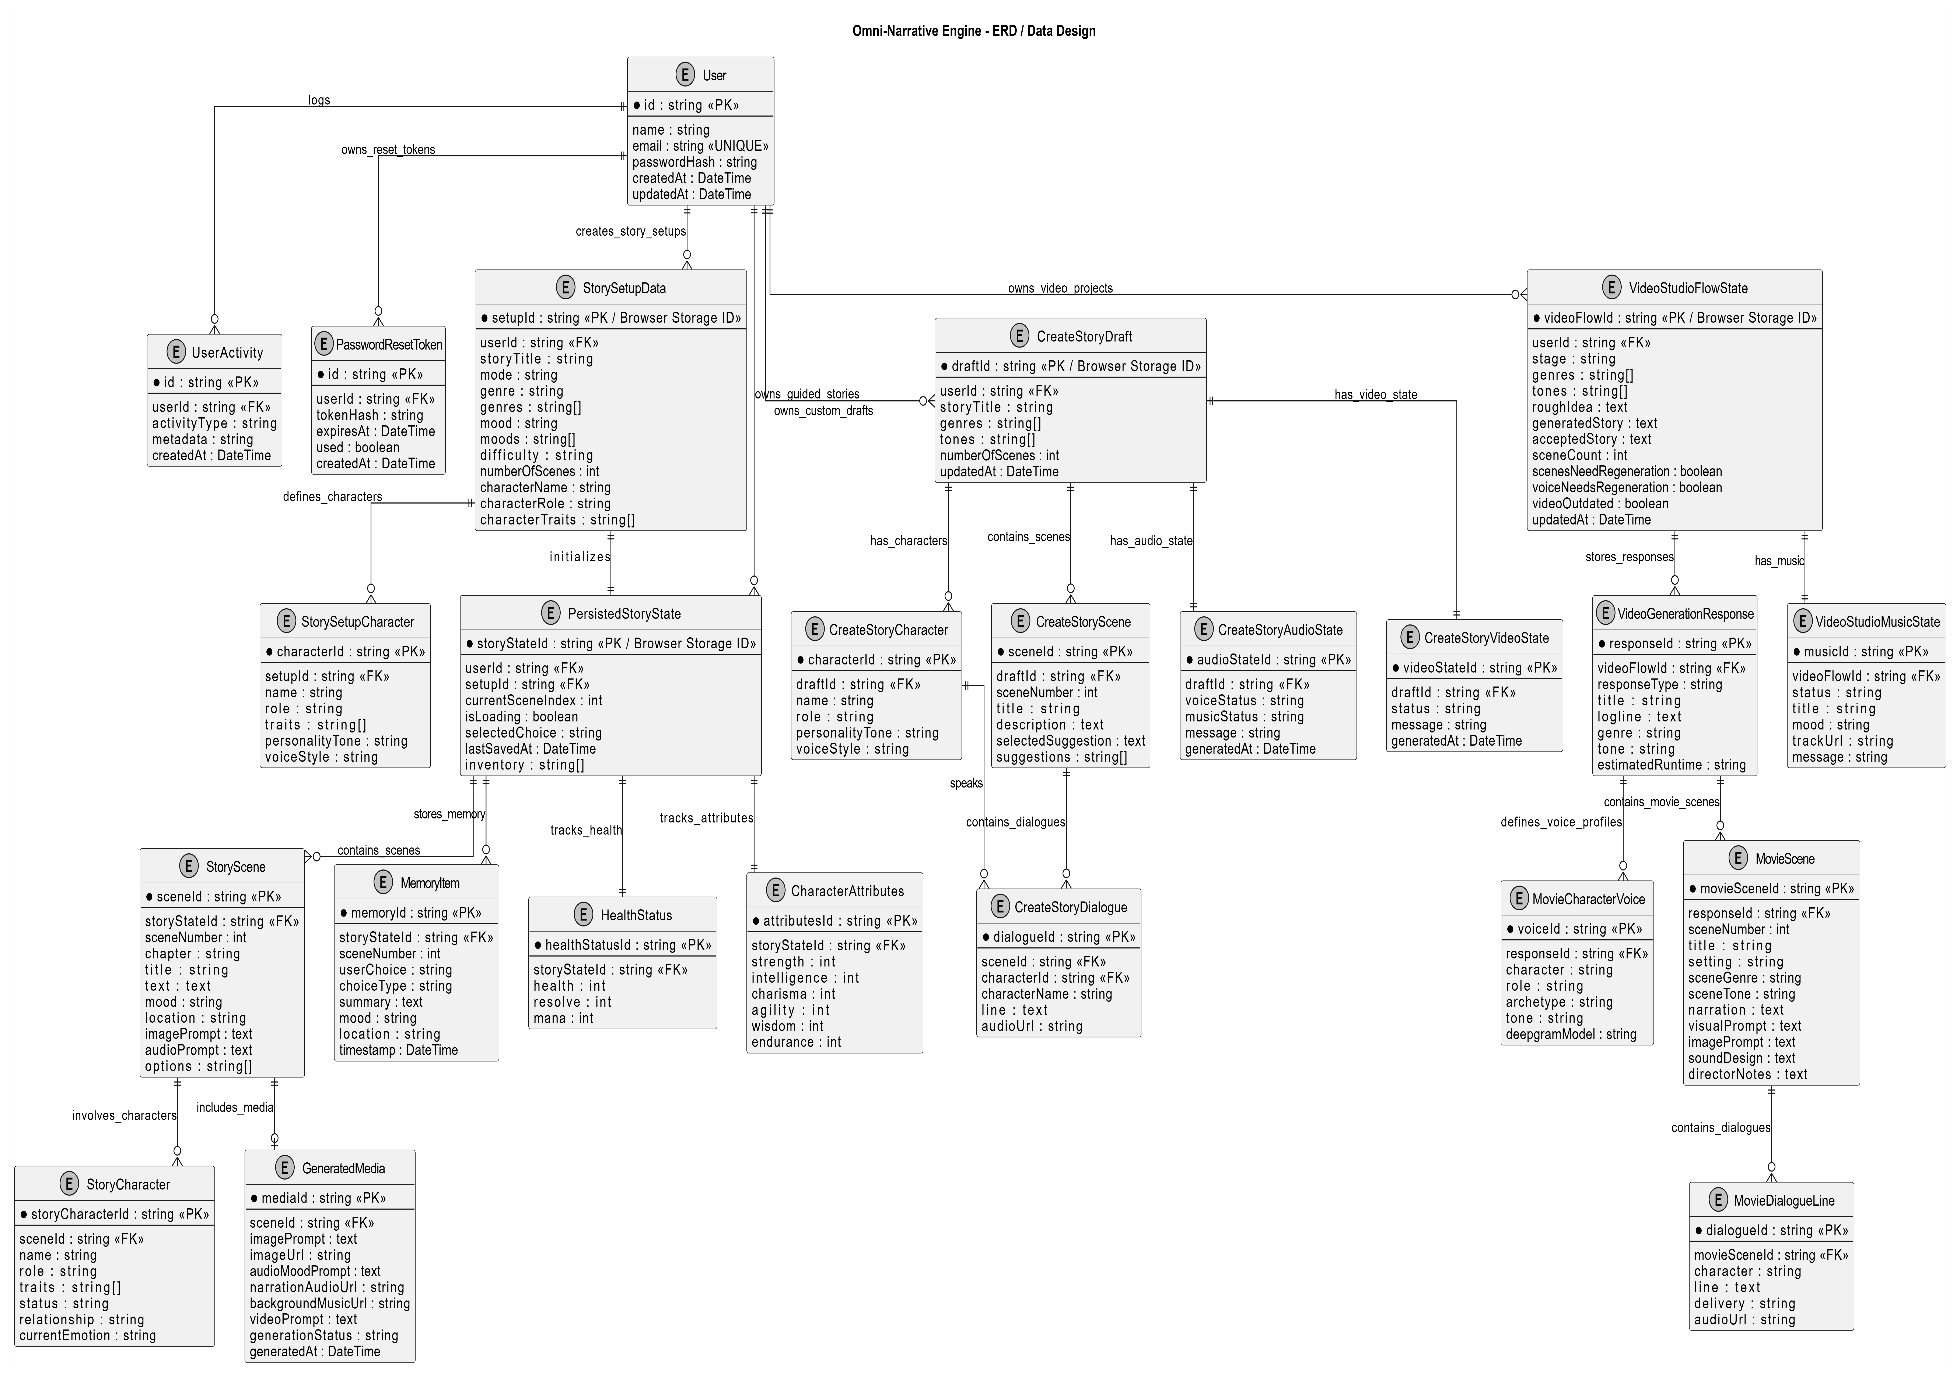 Omni-Narrative Engine - ERD / Data Design
E User
id : string «PK»
name : string
email : string «UNIQUE»
passwordHash : string
createdAt : DateTime
updatedAt : DateTime
logs
owns_reset_tokens
creates_story_setups
owns_video_projects
owns_guided_stories
owns_custom_drafts
E UserActivity
id : string «PK»
userId : string «FK»
activityType : string
metadata : string
createdAt : DateTime
E PasswordResetToken
id : string «PK»
userId : string «FK»
tokenHash : string
expiresAt : DateTime
used : boolean
createdAt : DateTime
E StorySetupData
setupId : string «PK / Browser Storage ID»
userId : string «FK»
storyTitle : string
mode : string
genre : string
genres : string[]
mood : string
moods : string[]
difficulty : string
numberOfScenes : int
characterName : string
characterRole : string
characterTraits : string[]
E CreateStoryDraft
draftId : string «PK / Browser Storage ID»
userId : string «FK»
storyTitle : string
genres : string[]
tones : string[]
numberOfScenes : int
updatedAt : DateTime
E VideoStudioFlowState
videoFlowId : string «PK / Browser Storage ID»
userId : string «FK»
stage : string
genres : string[]
tones : string[]
roughIdea : text
generatedStory : text
acceptedStory : text
sceneCount : int
scenesNeedRegeneration : boolean
voiceNeedsRegeneration : boolean
videoOutdated : boolean
updatedAt : DateTime
defines_characters
initializes
has_characters
contains_scenes
has_audio_state
has_video_state
stores_responses
has_music
E StorySetupCharacter
characterId : string «PK»
setupId : string «FK»
name : string
role : string
traits : string[]
personalityTone : string
voiceStyle : string
E PersistedStoryState
storyStateId : string «PK / Browser Storage ID»
userId : string «FK»
setupId : string «FK»
currentSceneIndex : int
isLoading : boolean
selectedChoice : string
lastSavedAt : DateTime
inventory : string[]
E CreateStoryCharacter
characterId : string «PK»
draftId : string «FK»
name : string
role : string
personalityTone : string
voiceStyle : string
E CreateStoryScene
sceneId : string «PK»
draftId : string «FK»
sceneNumber : int
title : string
description : text
selectedSuggestion : text
suggestions : string[]
E CreateStoryAudioState
audioStateId : string «PK»
draftId : string «FK»
voiceStatus : string
musicStatus : string
message : string
generatedAt : DateTime
E CreateStoryVideoState
videoStateId : string «PK»
draftId : string «FK»
status : string
message : string
generatedAt : DateTime
E VideoGenerationResponse
responseId : string «PK»
videoFlowId : string «FK»
responseType : string
title : string
logline : text
genre : string
tone : string
estimatedRuntime : string
E VideoStudioMusicState
musicId : string «PK»
videoFlowId : string «FK»
status : string
title : string
mood : string
trackUrl : string
message : string
contains_scenes
stores_memory
tracks_health
tracks_attributes
speaks
contains_dialogues
defines_voice_profiles
contains_movie_scenes
E StoryScene
sceneId : string «PK»
storyStateId : string «FK»
sceneNumber : int
chapter : string
title : string
text : text
mood : string
location : string
imagePrompt : text
audioPrompt : text
options : string[]
E MemoryItem
memoryId : string «PK»
storyStateId : string «FK»
sceneNumber : int
userChoice : string
choiceType : string
summary : text
mood : string
location : string
timestamp : DateTime
E HealthStatus
healthStatusId : string «PK»
storyStateId : string «FK»
health : int
resolve : int
mana : int
E CharacterAttributes
attributesId : string «PK»
storyStateId : string «FK»
strength : int
intelligence : int
charisma : int
agility : int
wisdom : int
endurance : int
E CreateStoryDialogue
dialogueId : string «PK»
sceneId : string «FK»
characterId : string «FK»
characterName : string
line : text
audioUrl : string
E MovieCharacterVoice
voiceId : string «PK»
responseId : string «FK»
character : string
role : string
archetype : string
tone : string
deepgramModel : string
E MovieScene
movieSceneId : string «PK»
responseId : string «FK»
sceneNumber : int
title : string
setting : string
sceneGenre : string
sceneTone : string
narration : text
visualPrompt : text
imagePrompt : text
soundDesign : text
directorNotes : text
involves_characters
includes_media
contains_dialogues
E StoryCharacter
storyCharacterId : string «PK»
sceneId : string «FK»
name : string
role : string
traits : string[]
status : string
relationship : string
currentEmotion : string
E GeneratedMedia
mediaId : string «PK»
sceneId : string «FK»
imagePrompt : text
imageUrl : string
audioMoodPrompt : text
narrationAudioUrl : string
backgroundMusicUrl : string
videoPrompt : text
generationStatus : string
generatedAt : DateTime
E MovieDialogueLine
dialogueId : string «PK»
movieSceneId : string «FK»
character : string
line : text
delivery : string
audioUrl : string